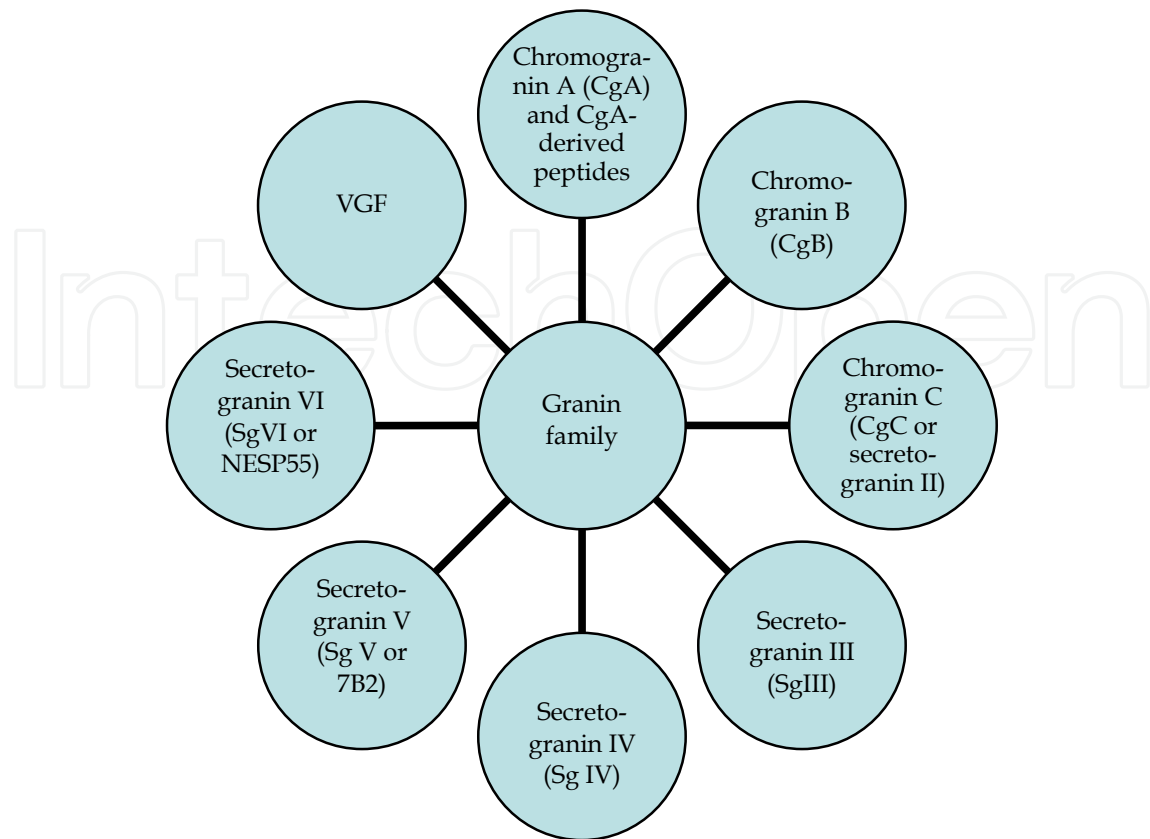 Chromogra-
nin A (CgA)
and CgA-
derived
peptides
Chromo-
granin B
(CgB)
Chromo-
granin C
(CgC or
secreto-
granin II)
Secreto-
granin III
(SgIII)
Secreto-
granin IV
(Sg IV)
Secreto-
granin V
(Sg V or
7B2)
Secreto-
granin VI
(SgVI or
NESP55)
VGF
Granin
family
IntechOpen